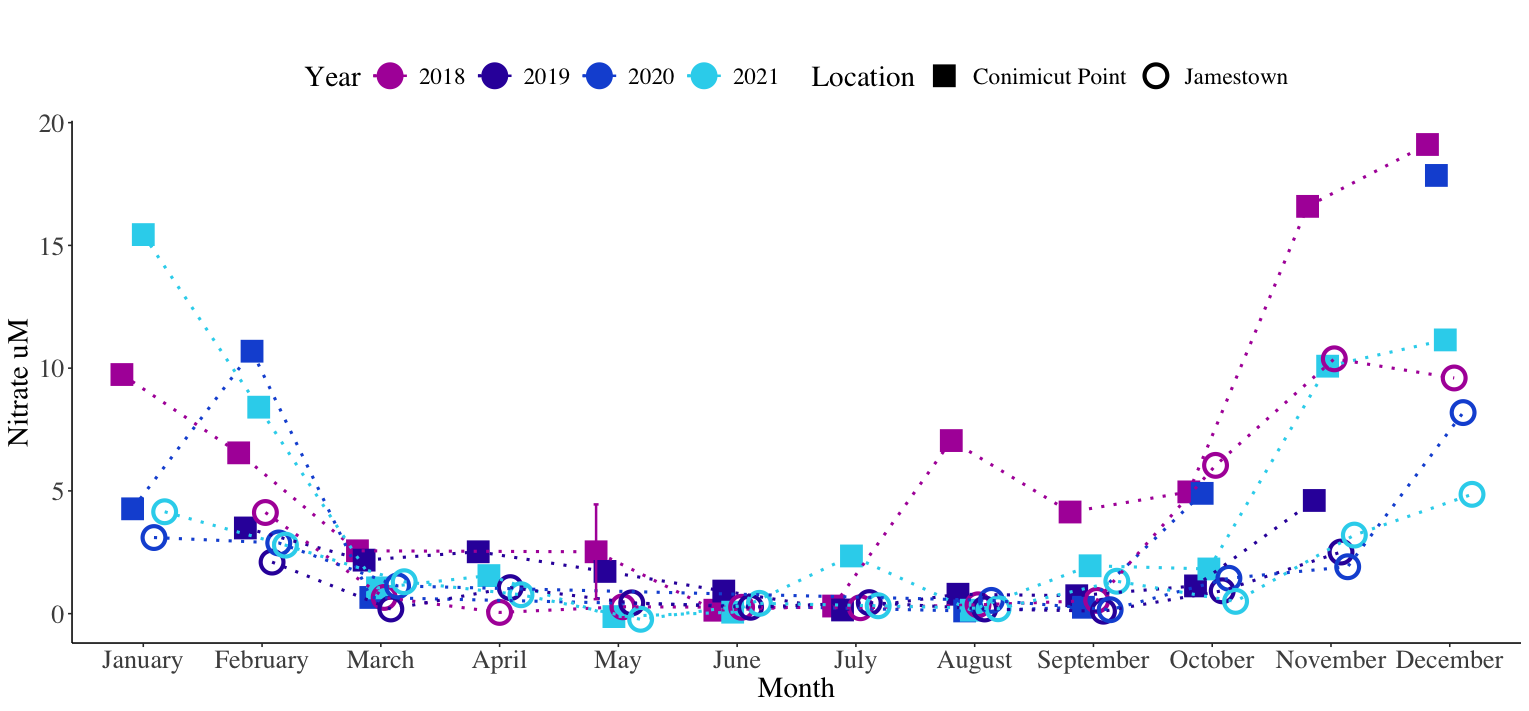 Year 2018 2019 2020 2021 Location Conimicut Point Jamestown
20
15
10
5
0
Nitrate uM
January February March April May June July August September October November December
Month